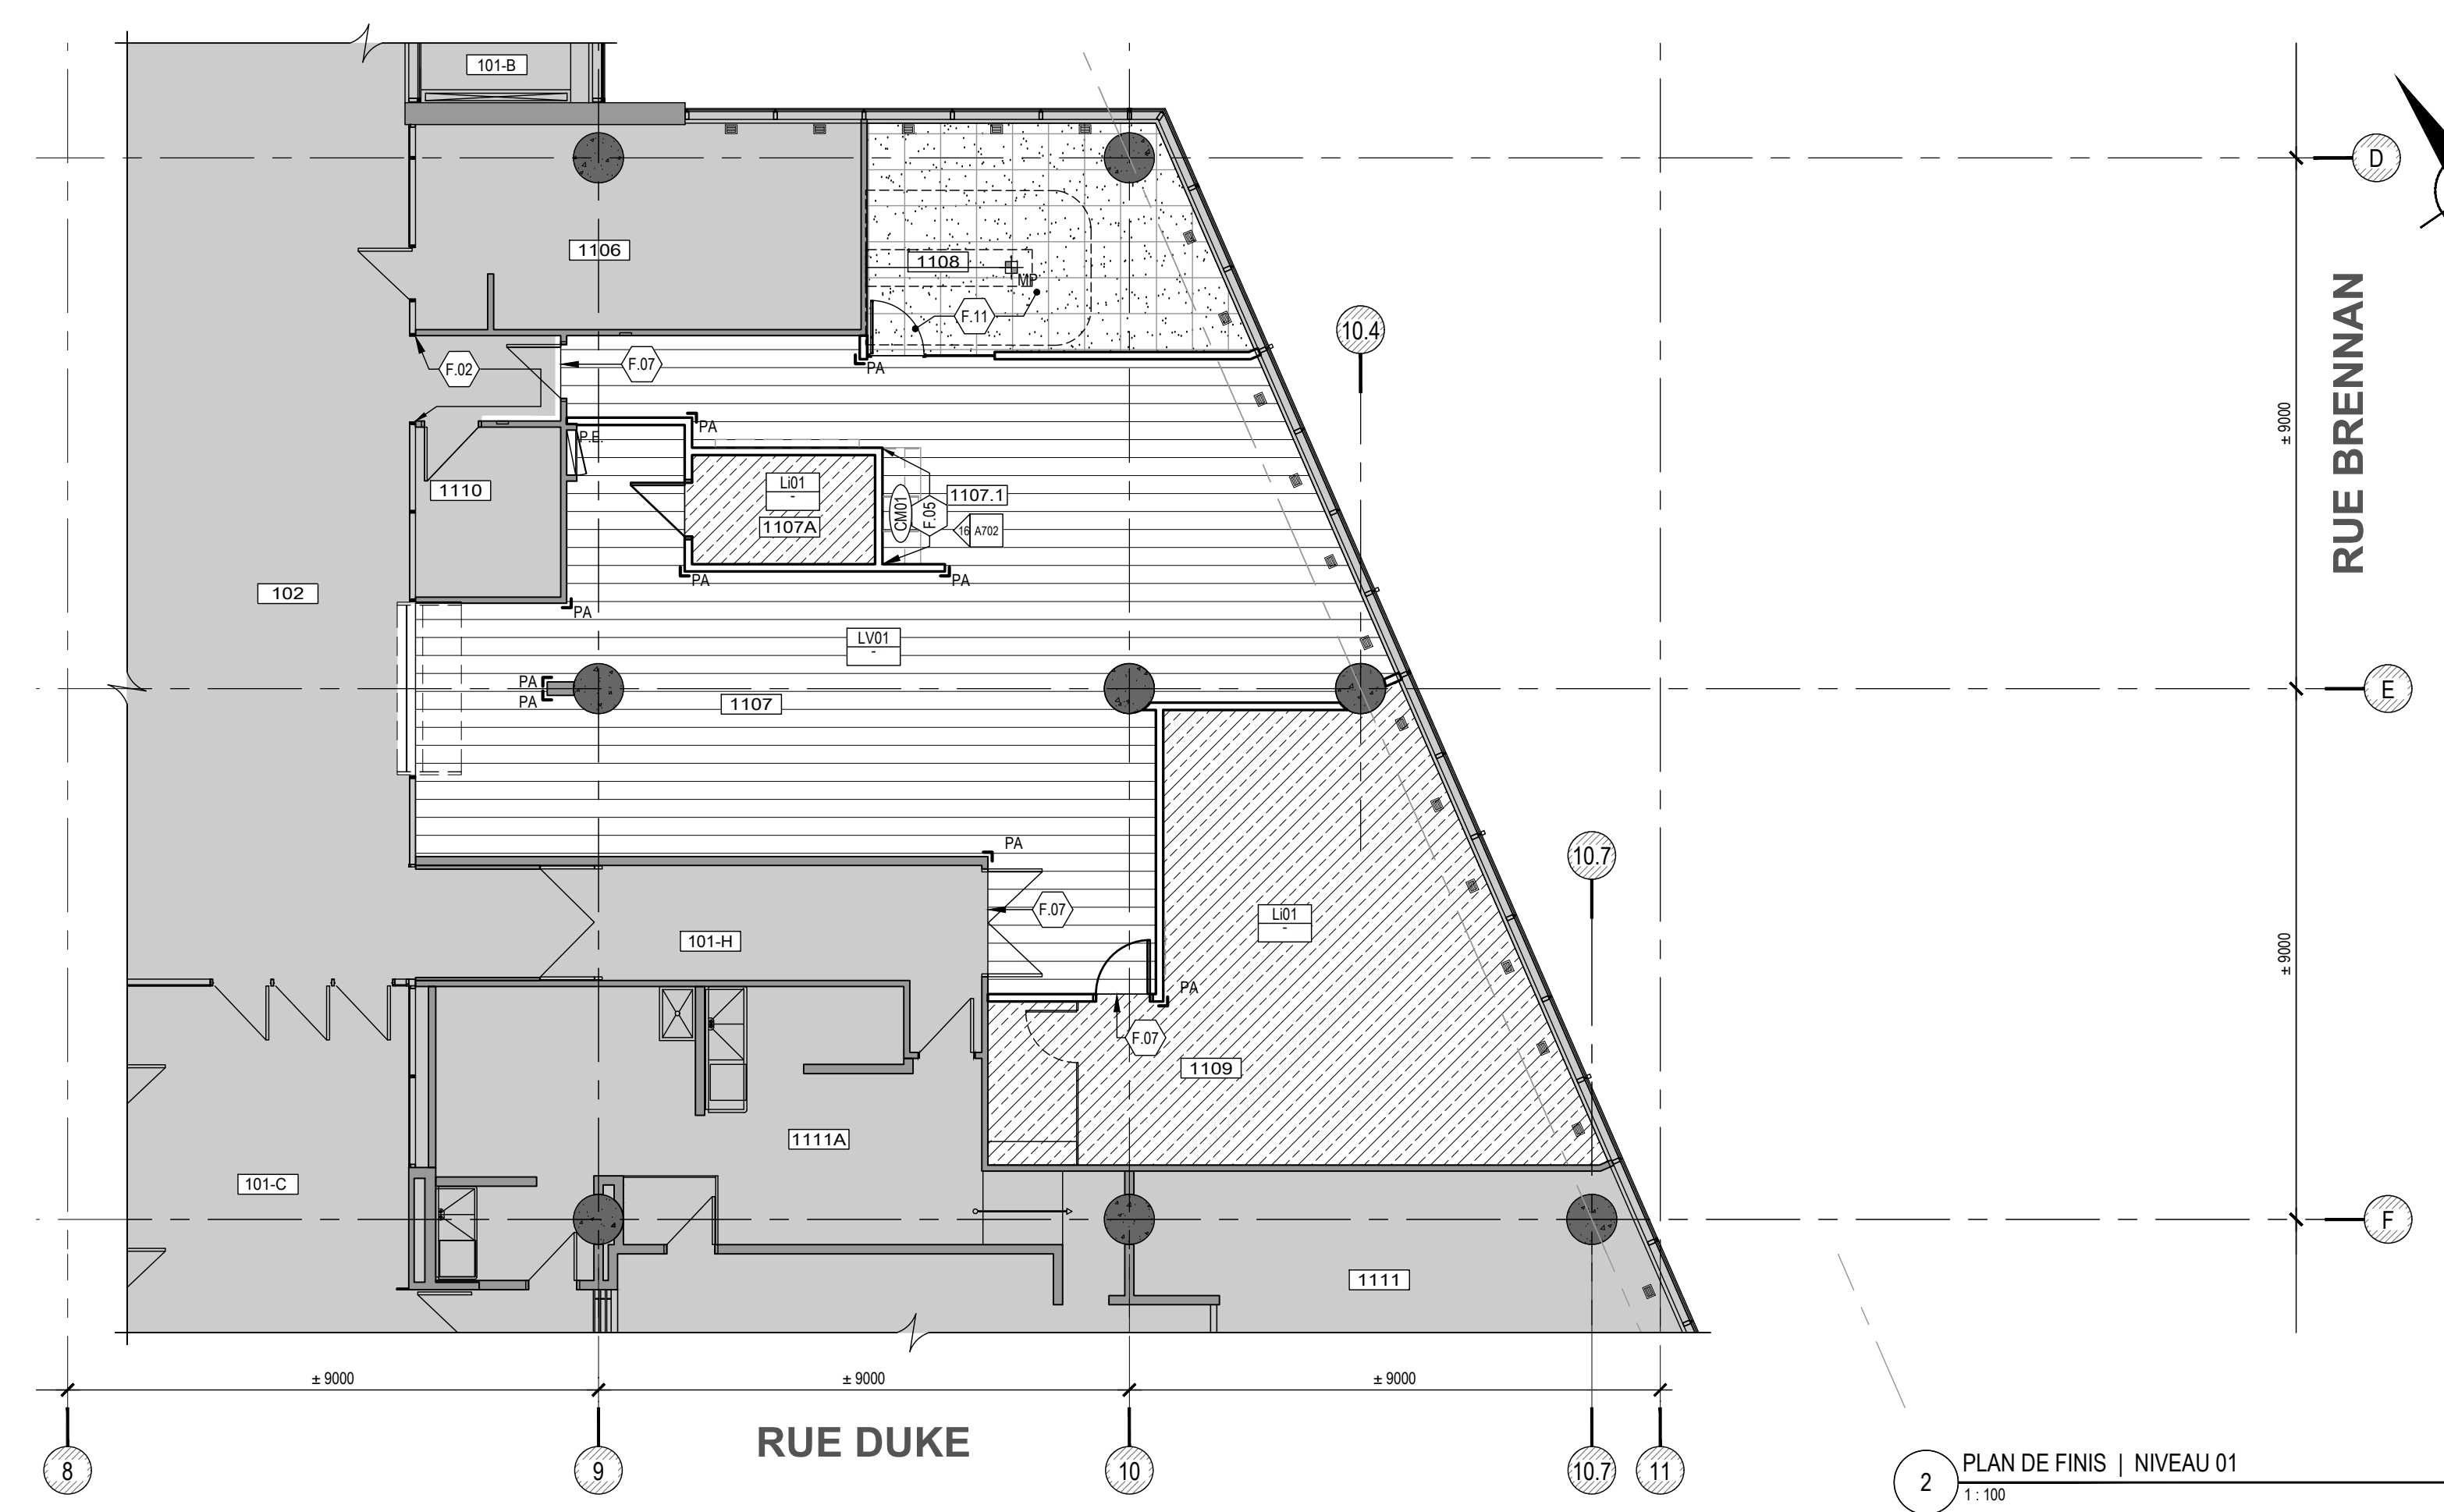 101-B
D
1106
1108
MP
F.11
RUE BRENNAN
10.4
F.02
F.07
PA
± 9000
PA
P.E.
Li01
-
1107A
1110
CM01
F.05
1107.1
16 A702
PA
PA
102
PA
LV01
-
PA
PA
1107
E
PA
10.7
F.07
Li01
-
101-H
± 9000
PA
F.07
1109
1111A
101-C
F
1111
± 9000
± 9000
± 9000
RUE DUKE
8
9
10
10.7
11
2
PLAN DE FINIS | NIVEAU 01
1 : 100